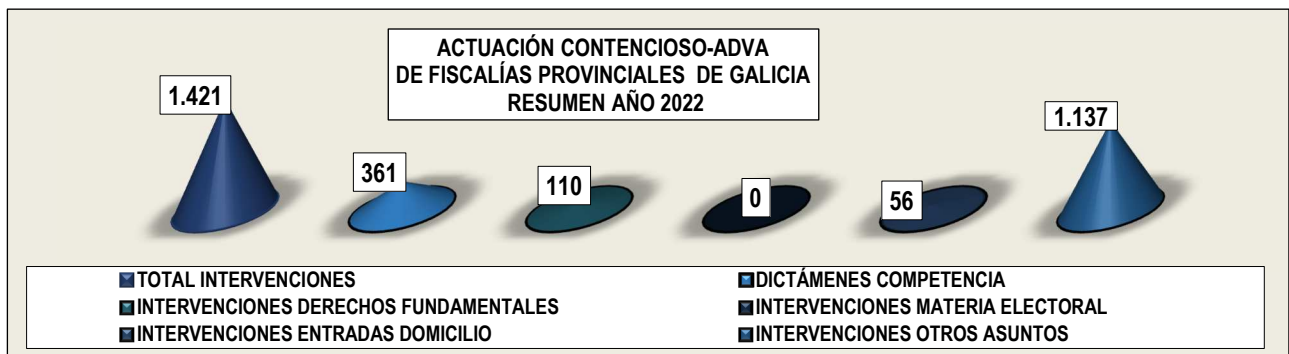 ACTUACIÓN CONTENCIOSO-ADVA
DE FISCALÍAS PROVINCIALES DE GALICIA
RESUMEN AÑO 2022
1.421
361
110
0
56
1.137
TOTAL INTERVENCIONES
DICTÁMENES COMPETENCIA
INTERVENCIONES DERECHOS FUNDAMENTALES
INTERVENCIONES MATERIA ELECTORAL
INTERVENCIONES ENTRADAS DOMICILIO
INTERVENCIONES OTROS ASUNTOS